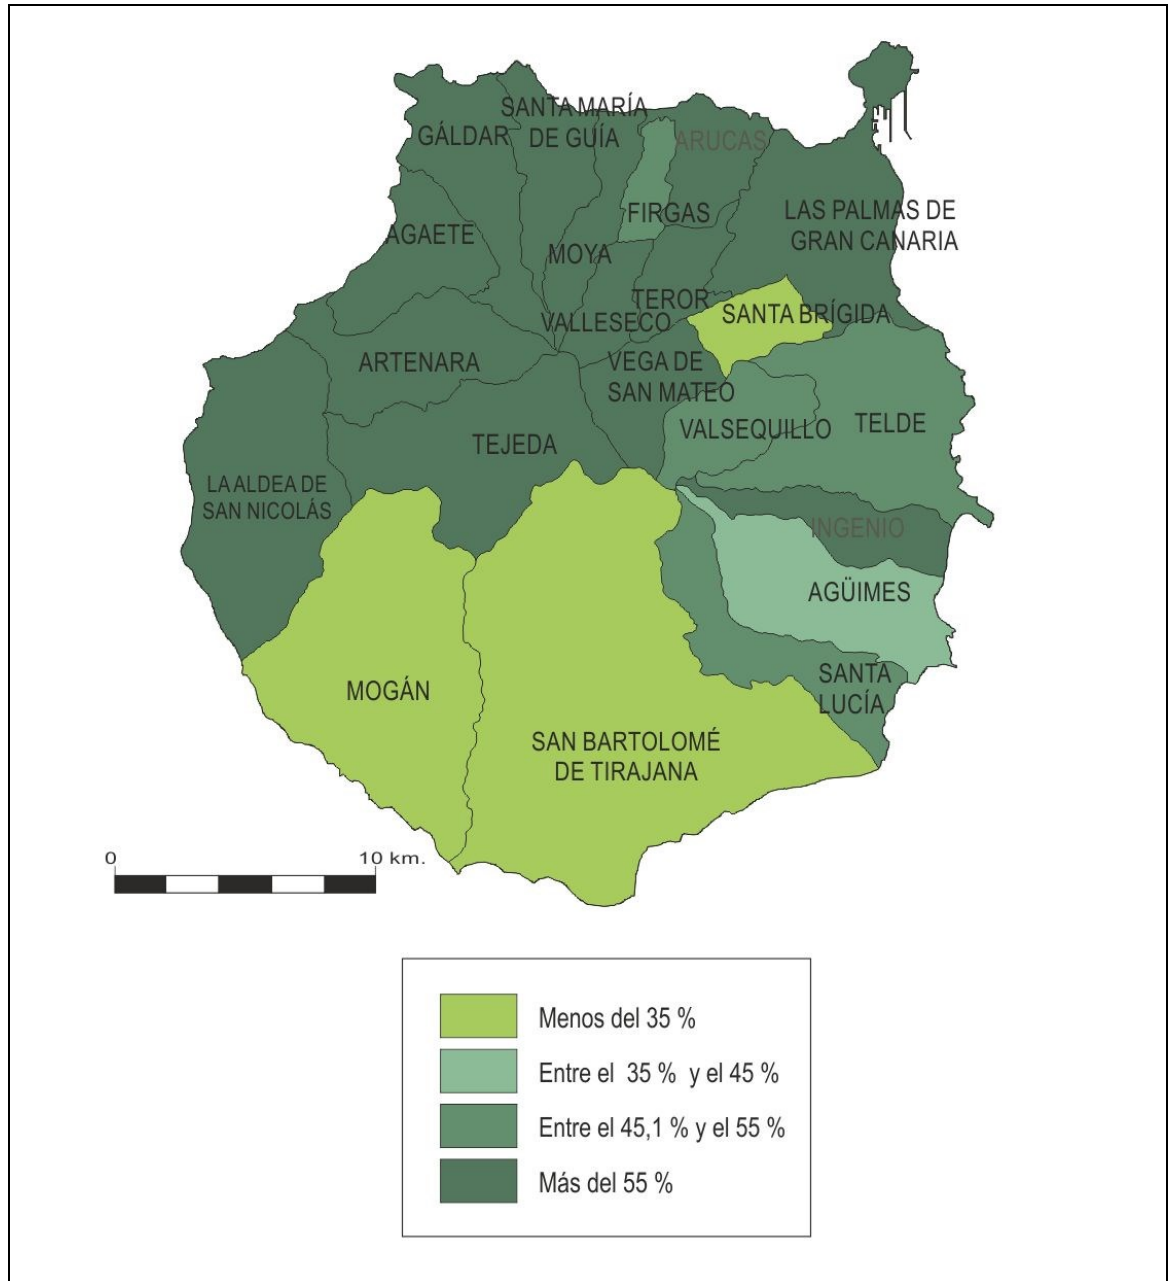 SANTA MARÍA
DE GUÍA
GÁLDAR
ARUCAS
FIRGAS
LAS PALMAS DE
GRAN CANARIA
AGAETE
MOYA
TEROR
SANTA BRÍGIDA
VALLESECO
ARTENARA
VEGA DE
SAN MATEO
VALSEQUILLO
TELDE
TEJEDA
LA ALDEA DE
SAN NICOLÁS
INGENIO
AGÜIMES
MOGÁN
SANTA
LUCÍA
SAN BARTOLOMÉ
DE TIRAJANA
0 10 km.
Menos del 35 %
Entre el 35 % y el 45 %
Entre el 45,1 % y el 55 %
Más del 55 %